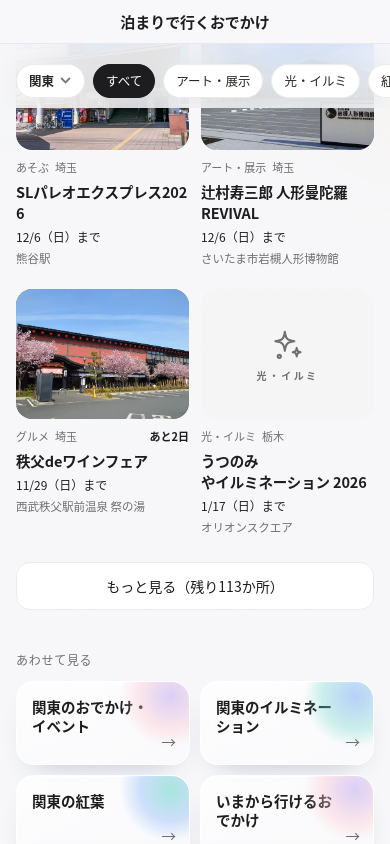 泊まりで行くおでかけ
関東
すべて
アート・展示
光・イルミ
あそぶ 埼玉
SLパレオエクスプレス202
6
12/6（日）まで
熊谷駅
アート・展示 埼玉
辻村寿三郎 人形曼陀羅
REVIVAL
12/6（日）まで
さいたま市岩槻人形博物館
光・イルミ
グルメ 埼玉
あと2日
秩父deワインフェア
11/29（日）まで
西武秩父駅前温泉 祭の湯
光・イルミ 栃木
うつのみ
やイルミネーション 2026
1/17（日）まで
オリオンスクエア
もっと見る（残り113か所）
あわせて見る
関東のおでかけ・
イベント
→
関東のイルミネー
ション
→
関東の紅葉
→
いまから行けるお
でかけ
→